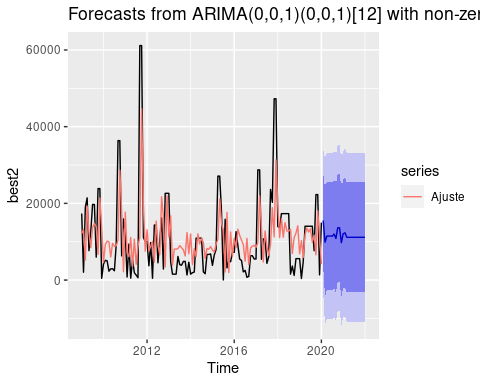 Forecasts from ARIMA(0,0,1)(0,0,1)[12] with non-zer
60000
40000
20000
0
best2
2012
2016
2020
Time
series
Ajuste